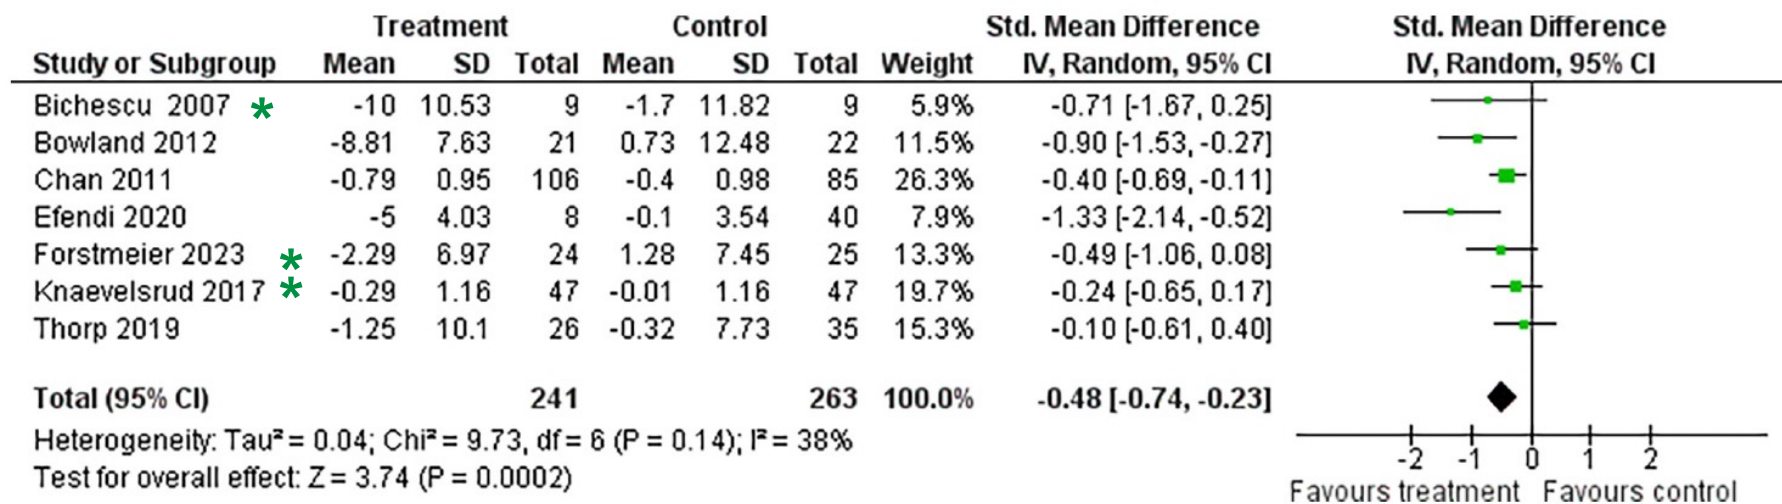 Treatment Control Std. Mean Difference Std. Mean Difference
Study or Subgroup Mean SD Total Mean SD Total Weight IV, Random, 95% CI IV, Random, 95% CI
Bichescu 2007 * -10 10.53 9 -1.7 11.82 9 5.9% -0.71 [-1.67, 0.25]
Bowland 2012 -8.81 7.63 21 0.73 12.48 22 11.5% -0.90 [-1.53, -0.27]
Chan 2011 -0.79 0.95 106 -0.4 0.98 85 26.3% -0.40 [-0.69, -0.11]
Efendi 2020 -5 4.03 8 -0.1 3.54 40 7.9% -1.33 [-2.14, -0.52]
Forstmeier 2023 * -2.29 6.97 24 1.28 7.45 25 13.3% -0.49 [-1.06, 0.08]
Knaevelsrud 2017 * -0.29 1.16 47 -0.01 1.16 47 19.7% -0.24 [-0.65, 0.17]
Thorp 2019 -1.25 10.1 26 -0.32 7.73 35 15.3% -0.10 [-0.61, 0.40]
Total (95% CI) 241 263 100.0% -0.48 [-0.74, -0.23]
Heterogeneity: Tau² = 0.04; Chi² = 9.73, df = 6 (P = 0.14); I² = 38%
Test for overall effect: Z = 3.74 (P = 0.0002)
-2 -1 0 1 2
Favours treatment Favours control